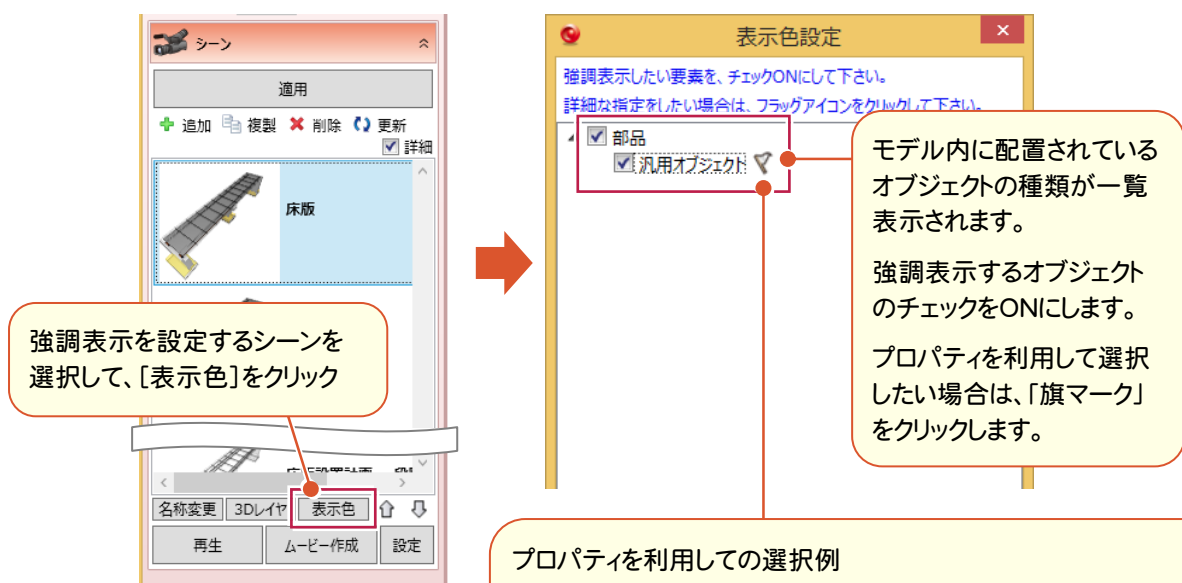 シーン
適用
追加 複製 削除 更新
詳細
床版
強調表示を設定するシーンを
選択して、[表示色]をクリック
名称変更 3Dレイヤ 表示色
再生 ムービー作成 設定
表示色設定
強調表示したい要素を、チェックONにして下さい。
詳細な指定をしたい場合は、フラッグアイコンをクリックして下さい。
部品
汎用オブジェクト
モデル内に配置されている
オブジェクトの種類が一覧
表示されます。
強調表示するオブジェクト
のチェックをONにします。
プロパティを利用して選択
したい場合は、「旗マーク」
をクリックします。
プロパティを利用しての選択例